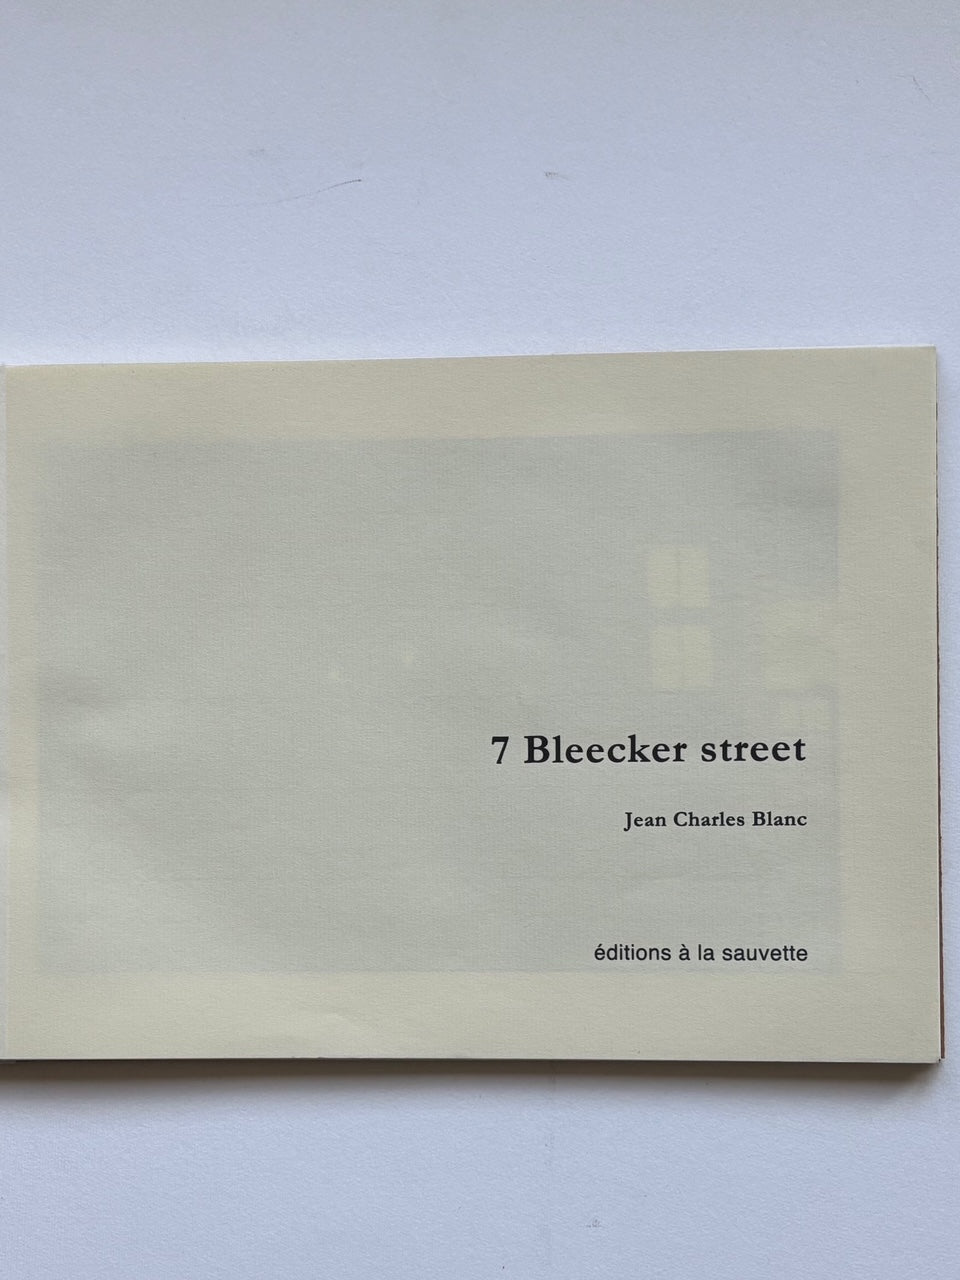 7 Bleecker street
Jean Charles Blanc
éditions à la sauvette